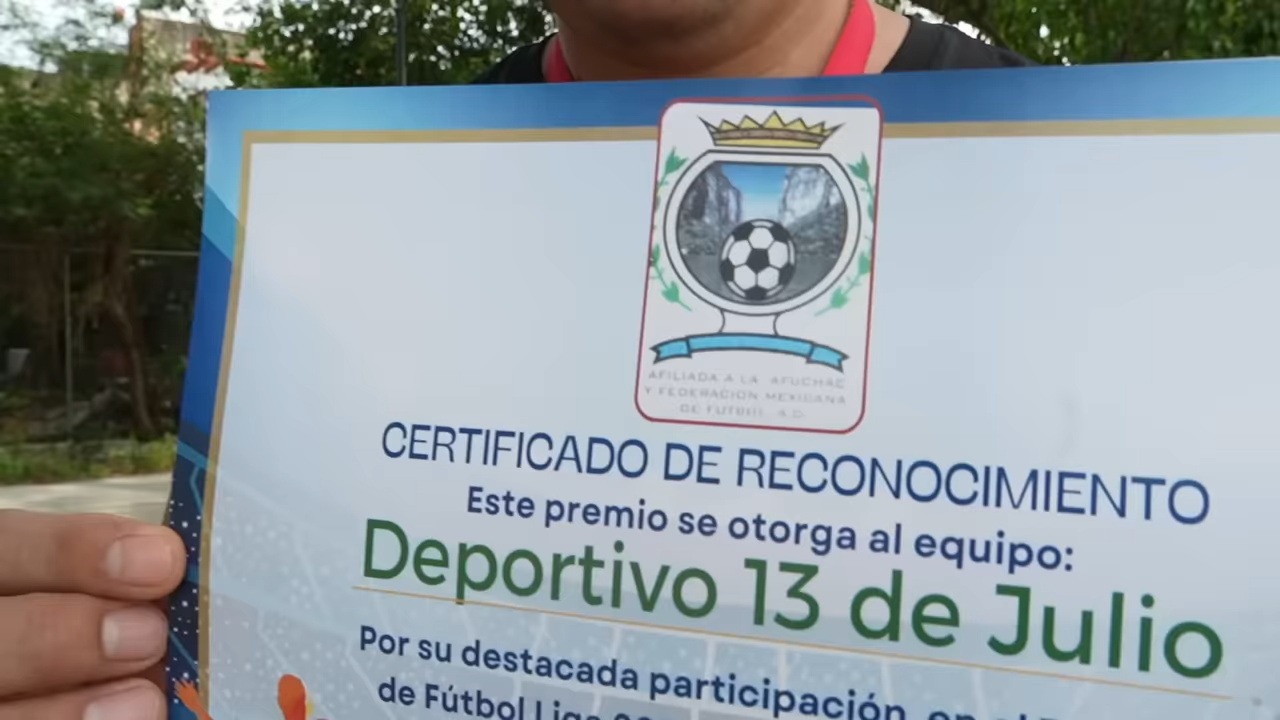 AFILIADA A LA AFUCHAC
Y FEDERACION MEXICANA
DE FUTBOL A.C.
CERTIFICADO DE RECONOCIMIENTO
Este premio se otorga al equipo:
Deportivo 13 de Julio
Por su destacada participación, en el
de Fútbol Liga